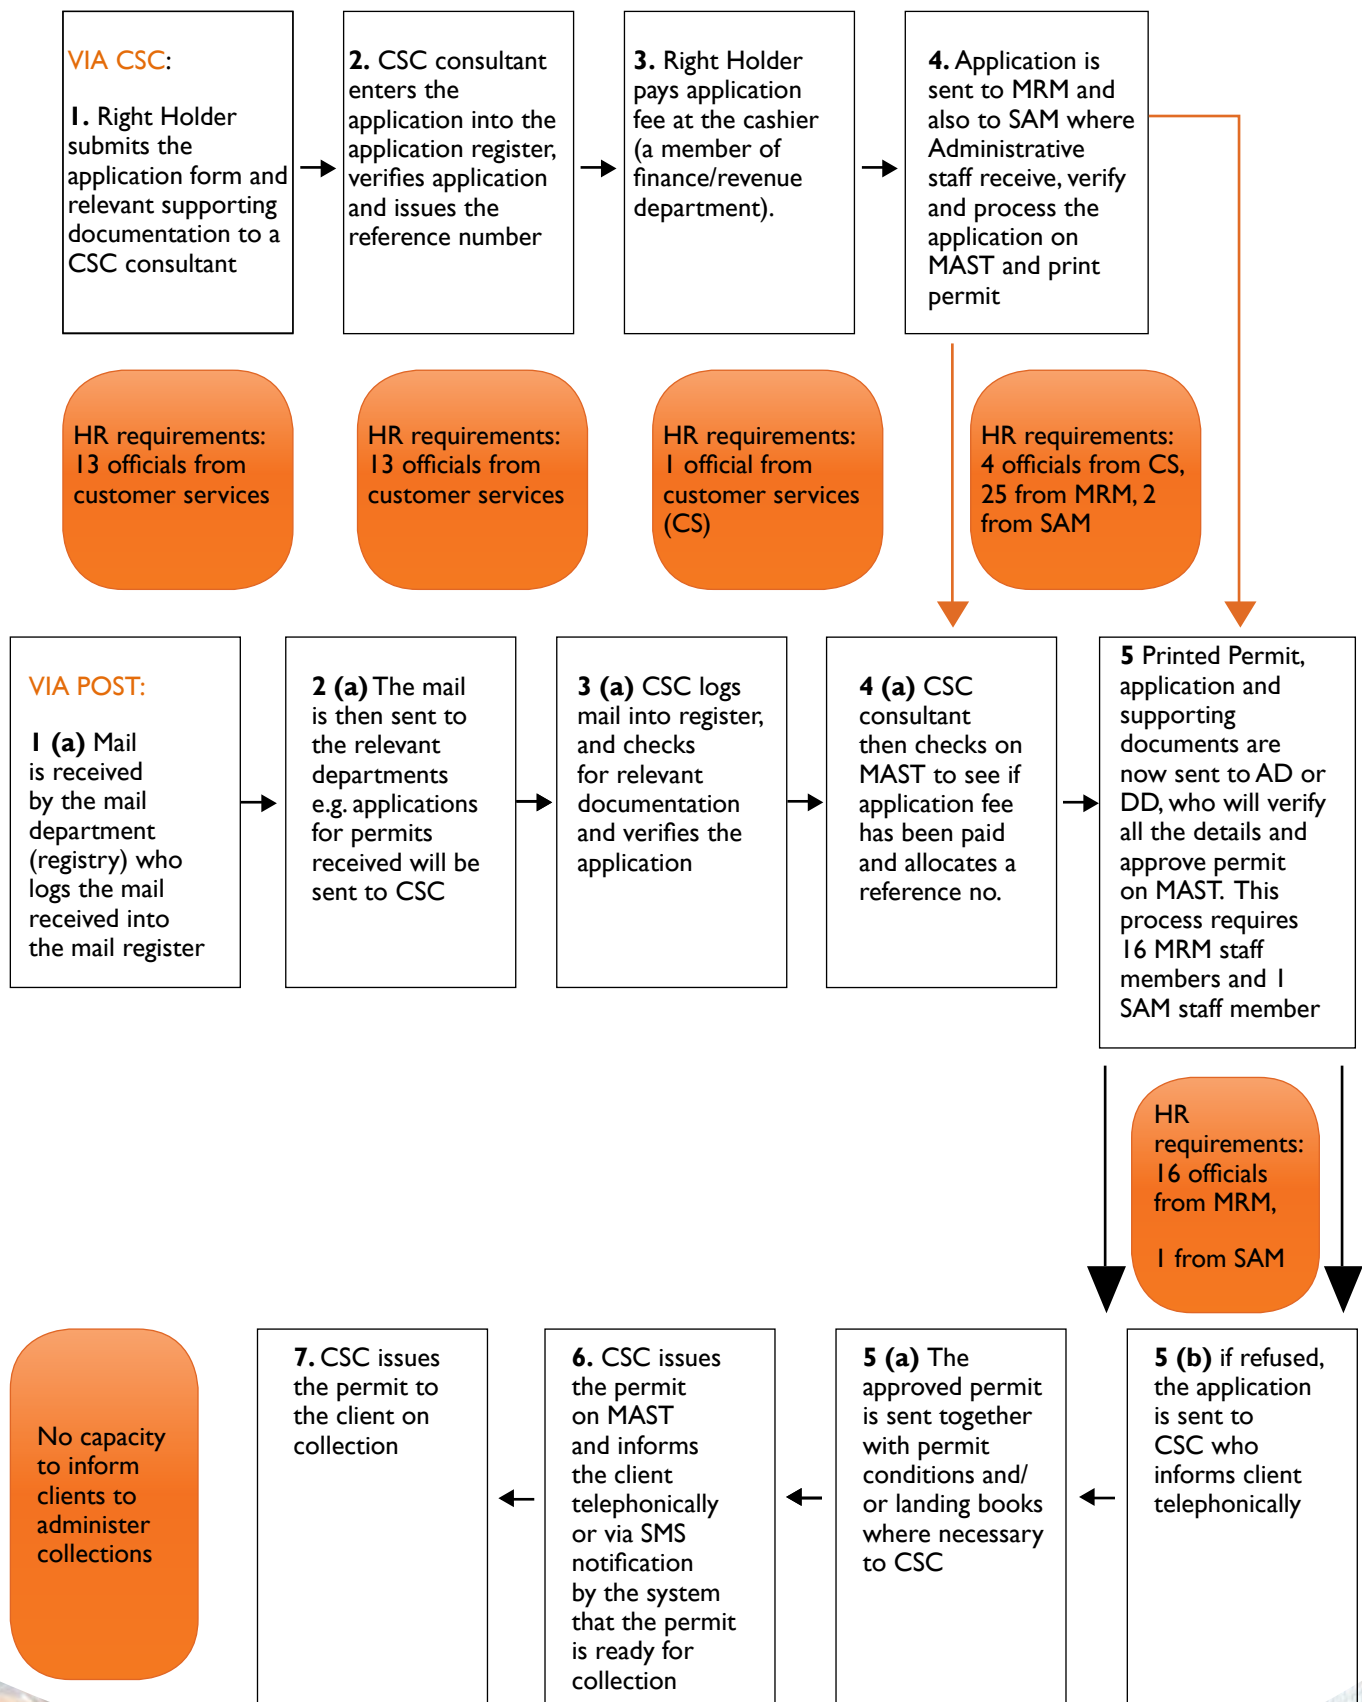 VIA CSC:
1. Right Holder
submits the
application form and
relevant supporting
documentation to a
CSC consultant
2. CSC consultant
enters the
application into the
application register,
verifies application
and issues the
reference number
3. Right Holder
pays application
fee at the cashier
(a member of
finance/revenue
department).
4. Application is
sent to MRM and
also to SAM where
Administrative
staff receive, verify
and process the
application on
MAST and print
permit
HR requirements:
13 officials from
customer services
HR requirements:
13 officials from
customer services
HR requirements:
1 official from
customer services
(CS)
HR requirements:
4 officials from CS,
25 from MRM, 2
from SAM
VIA POST:
1 (a) Mail
is received
by the mail
department
(registry) who
logs the mail
received into
the mail register
2 (a) The mail
is then sent to
the relevant
departments
e.g. applications
for permits
received will be
sent to CSC
3 (a) CSC logs
mail into register,
and checks
for relevant
documentation
and verifies the
application
4 (a) CSC
consultant
then checks on
MAST to see if
application fee
has been paid
and allocates a
reference no.
5 Printed Permit,
application and
supporting
documents are
now sent to AD or
DD, who will verify
all the details and
approve permit
on MAST. This
process requires
16 MRM staff
members and 1
SAM staff member
HR
requirements:
16 officials
from MRM,
1 from SAM
No capacity
to inform
clients to
administer
collections
7. CSC issues
the permit to
the client on
collection
6. CSC issues
the permit
on MAST
and informs
the client
telephonically
or via SMS
notification
by the system
that the permit
is ready for
collection
5 (a) The
approved permit
is sent together
with permit
conditions and/
or landing books
where necessary
to CSC
5 (b) if refused,
the application
is sent to
CSC who
informs client
telephonically